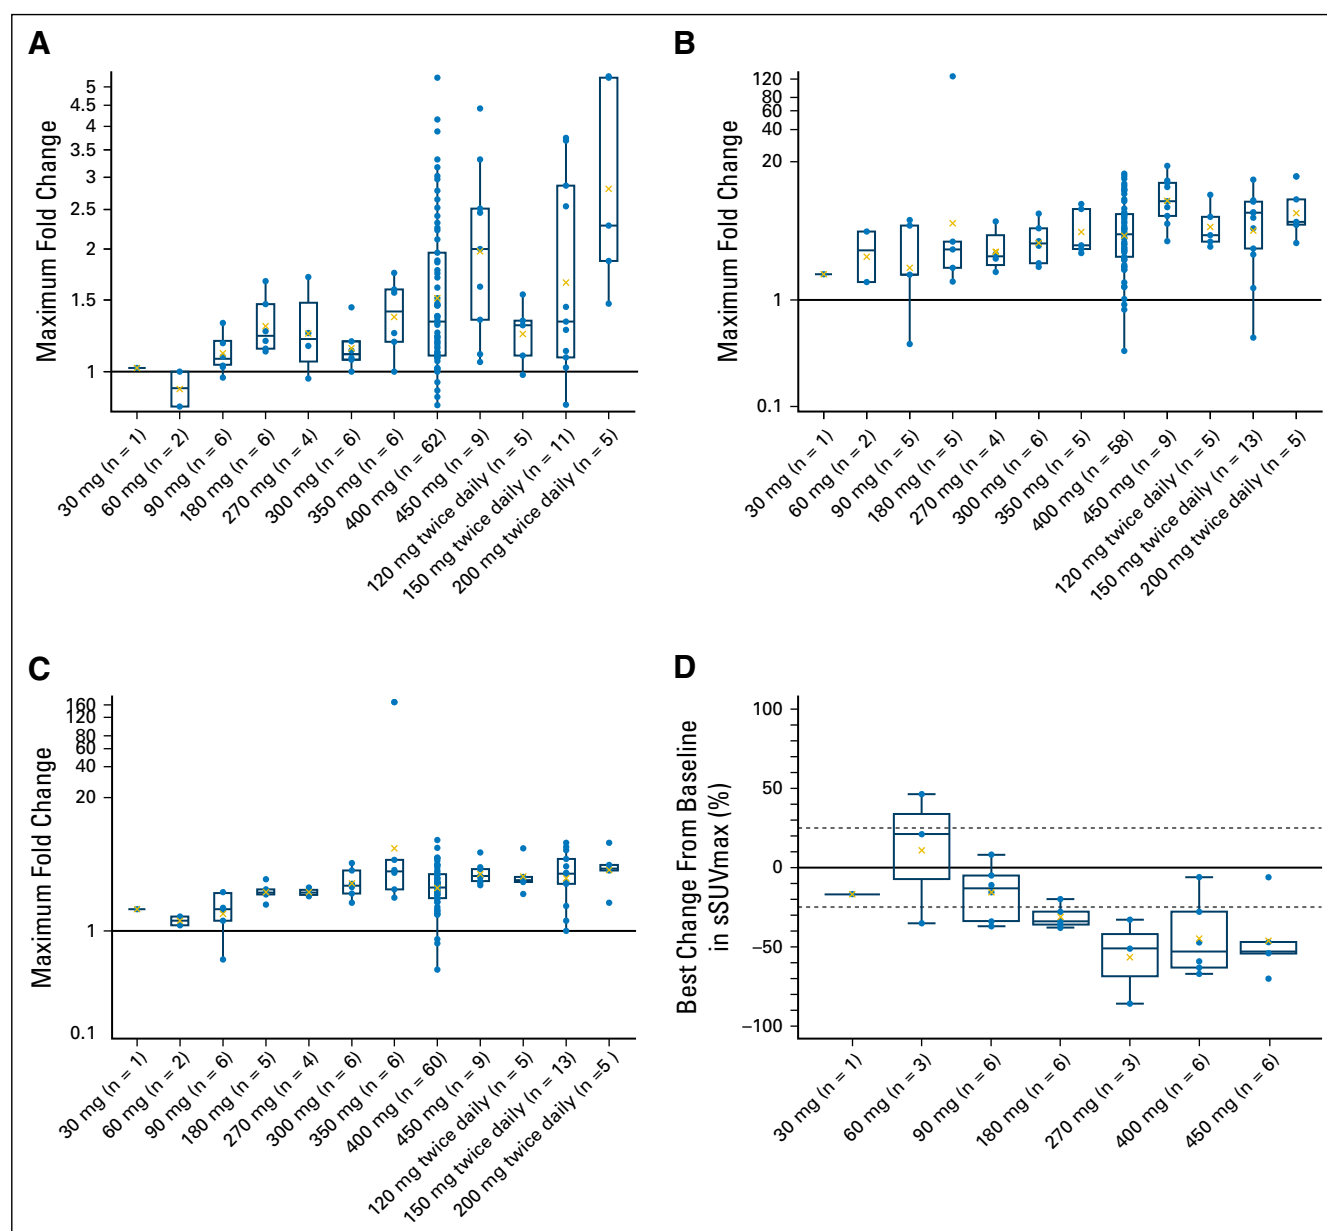 A
Maximum Fold Change
5
4.5
4
3.5
3
2.5
2
1.5
1
30 mg (n = 1)
60 mg (n = 2)
90 mg (n = 6)
180 mg (n = 6)
270 mg (n = 4)
300 mg (n = 6)
350 mg (n = 6)
400 mg (n = 62)
450 mg (n = 9)
120 mg twice daily (n = 5)
150 mg twice daily (n = 11)
200 mg twice daily (n = 5)
B
Maximum Fold Change
120
80
60
40
20
1
0.1
30 mg (n = 1)
60 mg (n = 2)
90 mg (n = 5)
180 mg (n = 5)
270 mg (n = 4)
300 mg (n = 6)
350 mg (n = 5)
400 mg (n = 58)
450 mg (n = 9)
120 mg twice daily (n = 5)
150 mg twice daily (n = 13)
200 mg twice daily (n = 5)
C
Maximum Fold Change
160
120
80
60
40
20
1
0.1
30 mg (n = 1)
60 mg (n = 2)
90 mg (n = 6)
180 mg (n = 5)
270 mg (n = 4)
300 mg (n = 6)
350 mg (n = 6)
400 mg (n = 60)
450 mg (n = 9)
120 mg twice daily (n = 5)
150 mg twice daily (n = 13)
200 mg twice daily (n =5 )
D
Best Change From Baseline
in sSUVmax (%)
100
50
0
–50
–100
30 mg (n = 1)
60 mg (n = 3)
90 mg (n = 6)
180 mg (n = 6)
270 mg (n = 3)
400 mg (n = 6)
450 mg (n = 6)